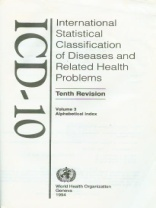 ICD-10
International
Statistical
Classification
of Diseases and
Related Health
Problems
Tenth Revision
Volume 3
Alphabetical Index
World Health Organization
Geneva
1994